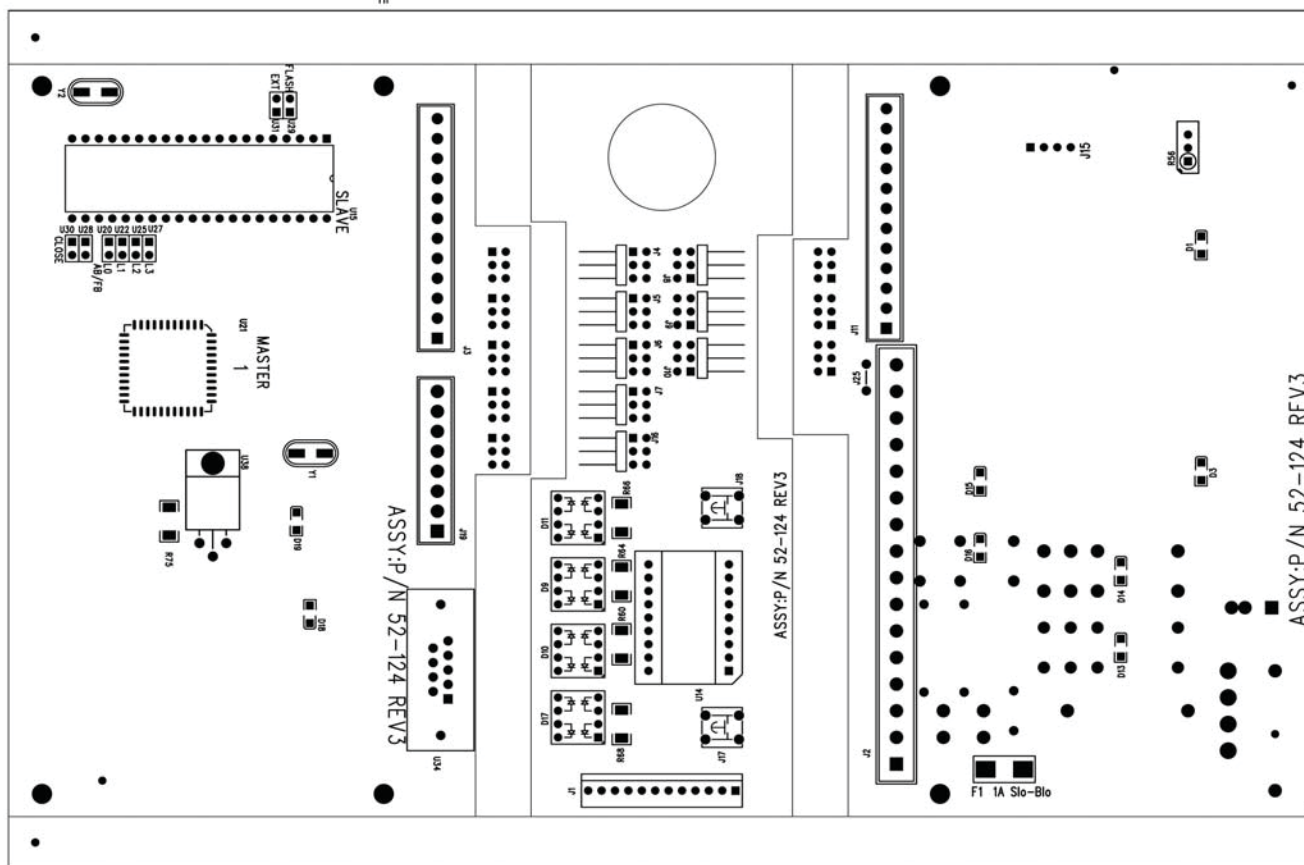 Y2
FLASH
EXT
U31
U29
U15
SLAVE
U30
U28
U20
U22
U25
U27
CLOSE
AB/FB
L0
L1
L2
L3
U21
MASTER
1
U38
R75
Y1
D19
D18
J3
J19
ASSY:P/N 52-124 REV3
U34
J4
J5
J6
J7
J16
J8
J9
J10
D11
R66
D9
R64
D10
R60
D17
R68
J18
U14
J17
J1
ASSY:P/N 52-124 REV3
J11
J25
J2
J15
R56
D1
D3
D15
D16
D14
D13
F1 1A Slo-Blo
ASSY:P/N 52-124 REV3